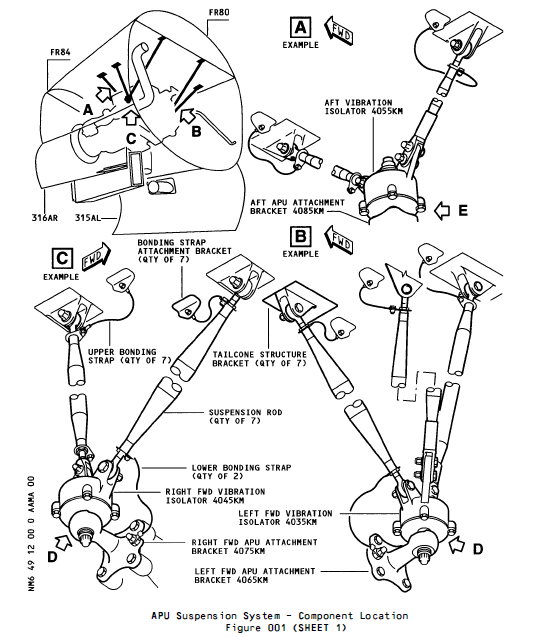 FR80
FR84
A
B
C
316AR
315AL
A
FWD
EXAMPLE
AFT VIBRATION
ISOLATOR 4055KM
AFT APU ATTACHMENT
BRACKET 4085KM
E
C
FWD
EXAMPLE
BONDING STRAP
ATTACHMENT BRACKET
(QTY OF 7)
B
FWD
EXAMPLE
UPPER BONDING
STRAP (QTY OF 7)
TAILCONE STRUCTURE
BRACKET (QTY OF 7)
SUSPENSION ROD
(QTY OF 7)
LOWER BONDING STRAP
(QTY OF 2)
RIGHT FWD VIBRATION
ISOLATOR 4045KM
LEFT FWD VIBRATION
ISOLATOR 4035KM
D
RIGHT FWD APU ATTACHMENT
BRACKET 4075KM
D
LEFT FWD APU ATTACHMENT
BRACKET 4065KM
NM6 49 12 00 0 AAMA 00
APU Suspension System - Component Location
Figure 001 (SHEET 1)